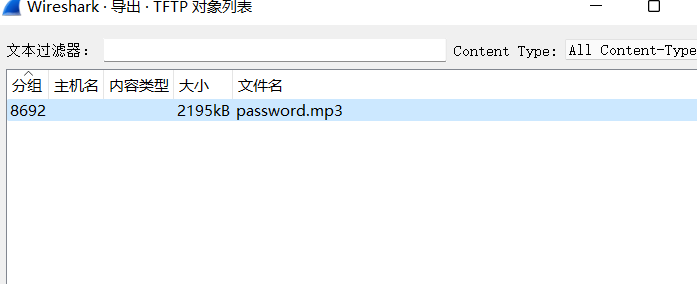 Wireshark · 导出 · TFTP 对象列表
文本过滤器： Content Type: All Content-Type
分组 主机名 内容类型 大小 文件名
8692 2195kB password.mp3